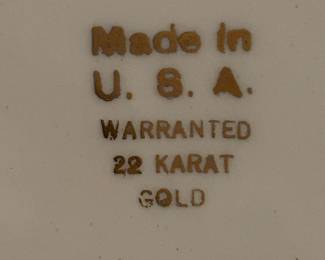 Made in
U. S. A.
WARRANTED
22 KARAT
GOLD